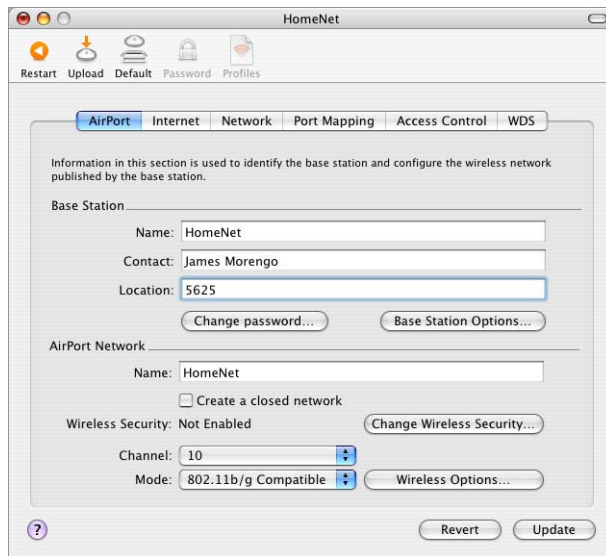 HomeNet
Restart Upload Default Password Profiles
AirPort Internet Network Port Mapping Access Control WDS
Information in this section is used to identify the base station and configure the wireless network
published by the base station.
Base Station
Name: HomeNet
Contact: James Morengo
Location: 5625
Change password... Base Station Options...
AirPort Network
Name: HomeNet
Create a closed network
Wireless Security: Not Enabled Change Wireless Security...
Channel: 10
Mode: 802.11b/g Compatible Wireless Options...
? Revert Update